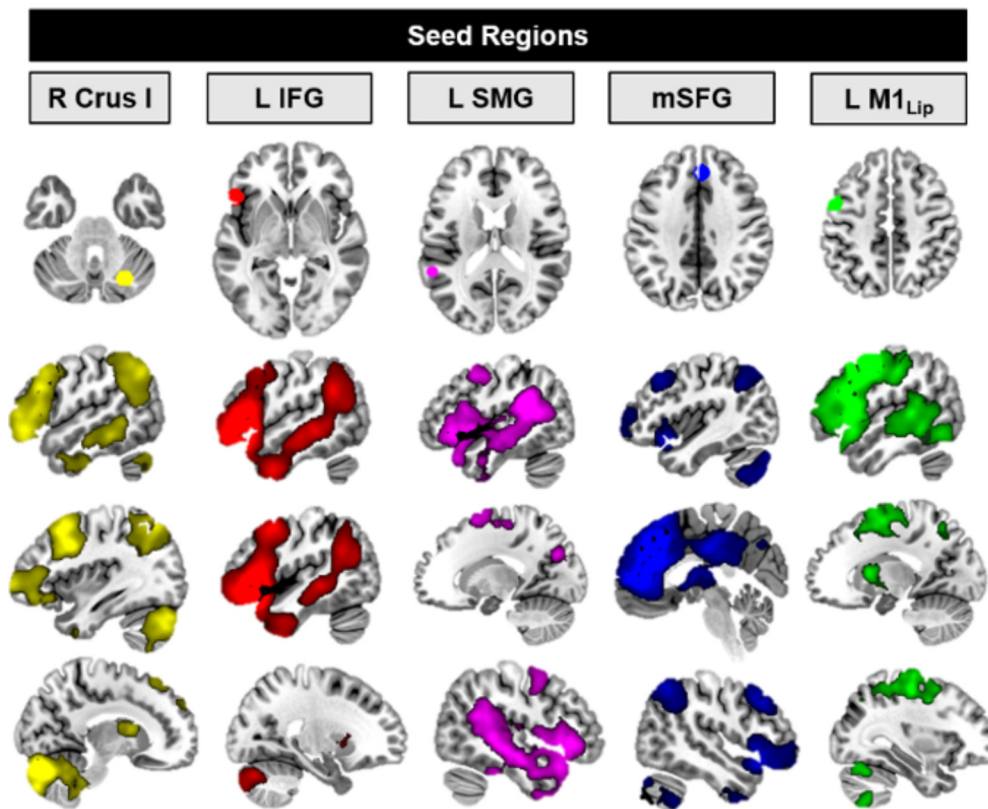 Seed Regions
R Crus I
L IFG
L SMG
mSFG
L M1Lip